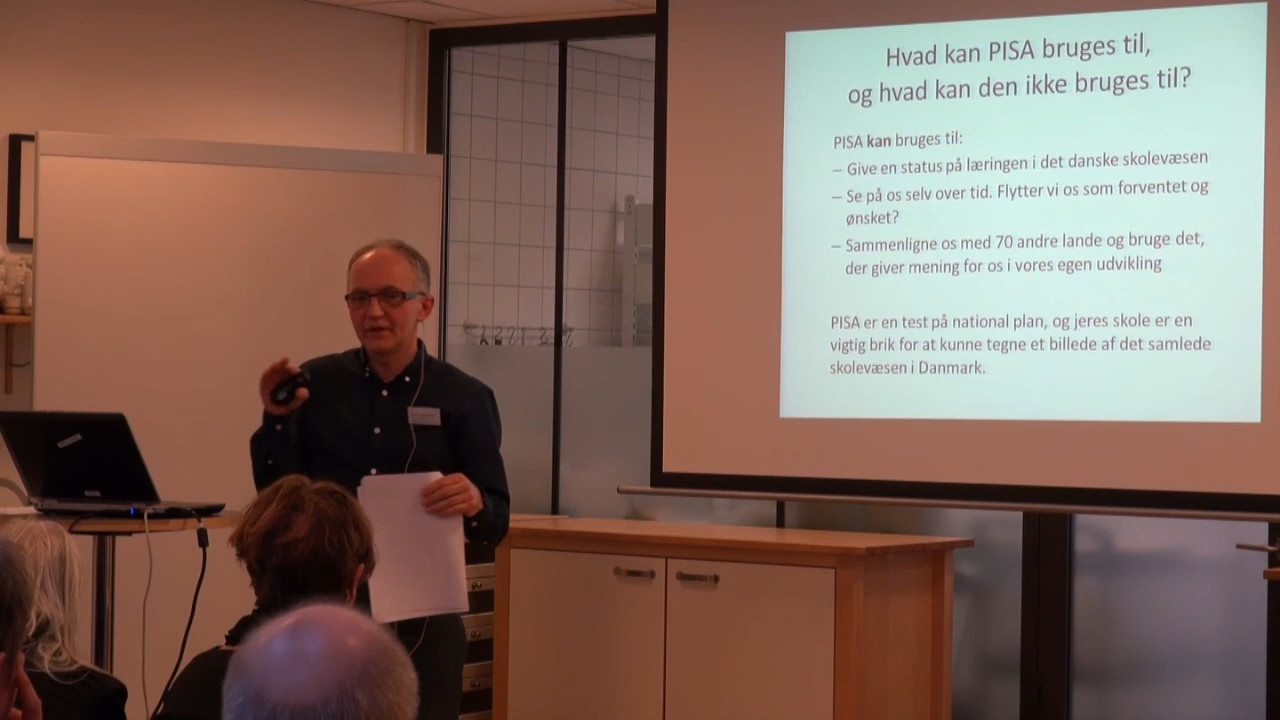 Hvad kan PISA bruges til,
og hvad kan den ikke bruges til?
PISA kan bruges til:
– Give en status på læringen i det danske skolevæsen
– Se på os selv over tid. Flytter vi os som forventet og
ønsket?
– Sammenligne os med 70 andre lande og bruge det,
der giver mening for os i vores egen udvikling
PISA er en test på national plan, og jeres skole er en
vigtig brik for at kunne tegne et billede af det samlede
skolevæsen i Danmark.